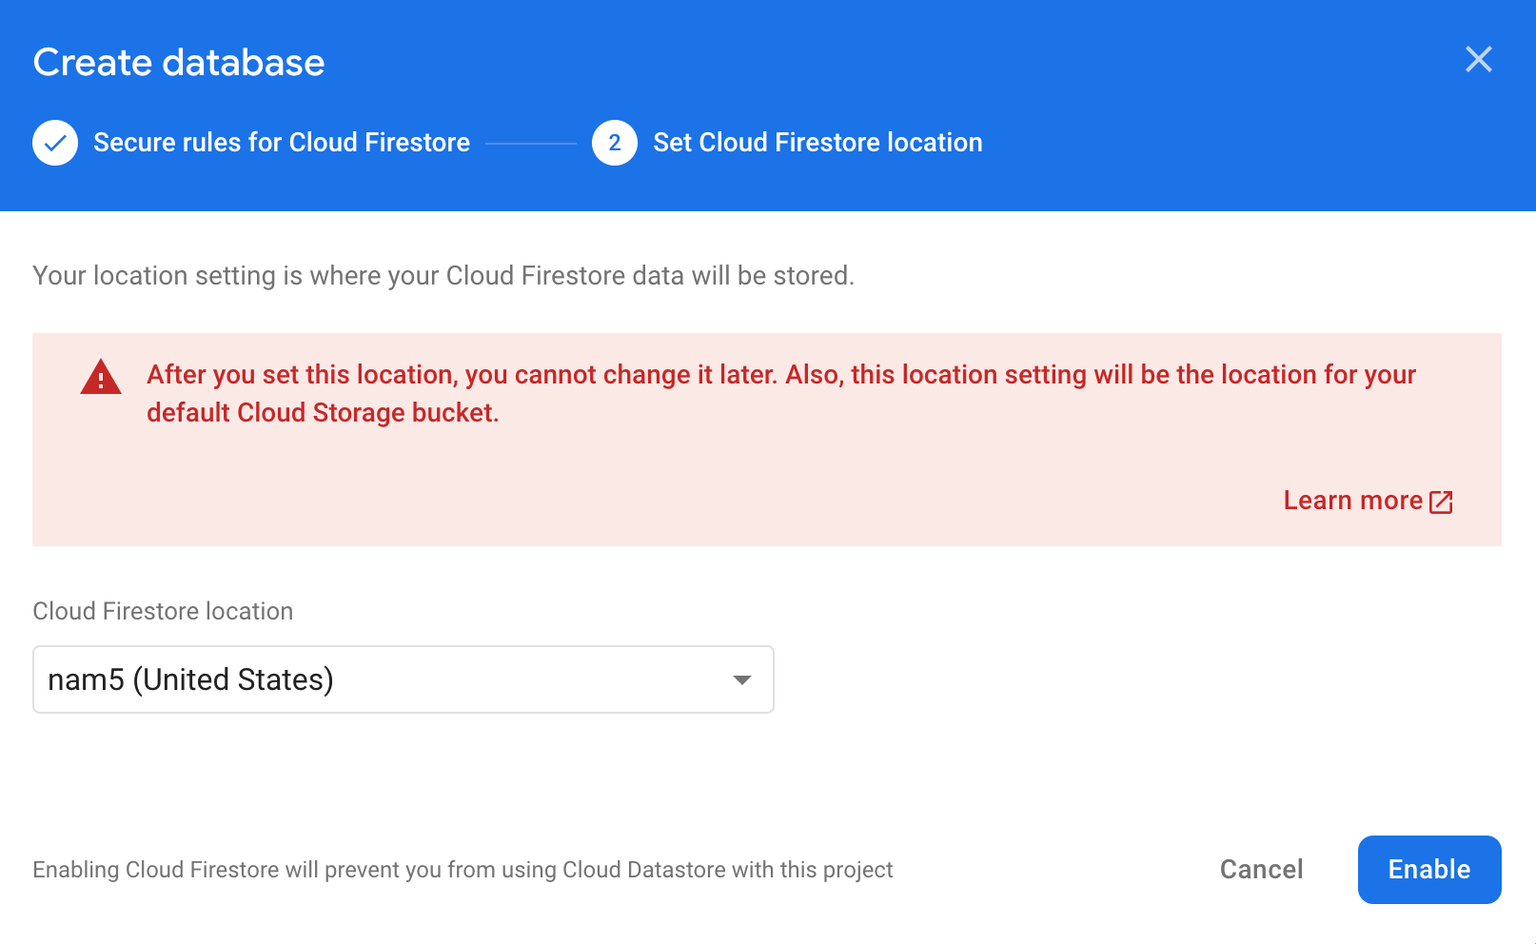 Create database
Secure rules for Cloud Firestore
2
Set Cloud Firestore location
Your location setting is where your Cloud Firestore data will be stored.
After you set this location, you cannot change it later. Also, this location setting will be the location for your
default Cloud Storage bucket.
Learn more
Cloud Firestore location
nam5 (United States)
Enabling Cloud Firestore will prevent you from using Cloud Datastore with this project
Cancel
Enable